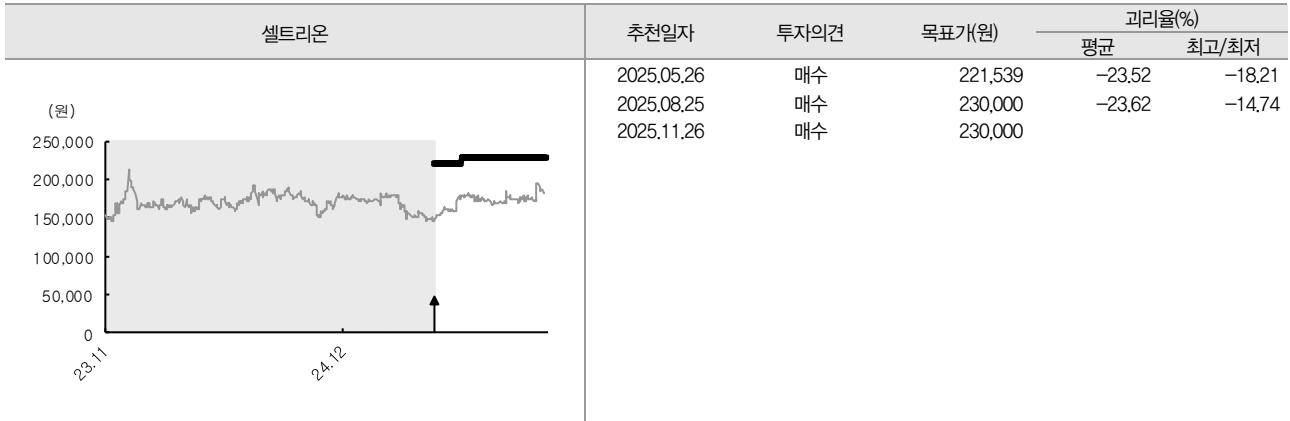 셀트리온
추천일자 투자의견 목표가(원) 괴리율(%)
평균 최고/최저
2025.05.26 매수 221,539 −23.52 −18.21
2025.08.25 매수 230,000 −23.62 −14.74
2025.11.26 매수 230,000
(원)
250,000
200,000
150,000
100,000
50,000
0
23.11
24.12